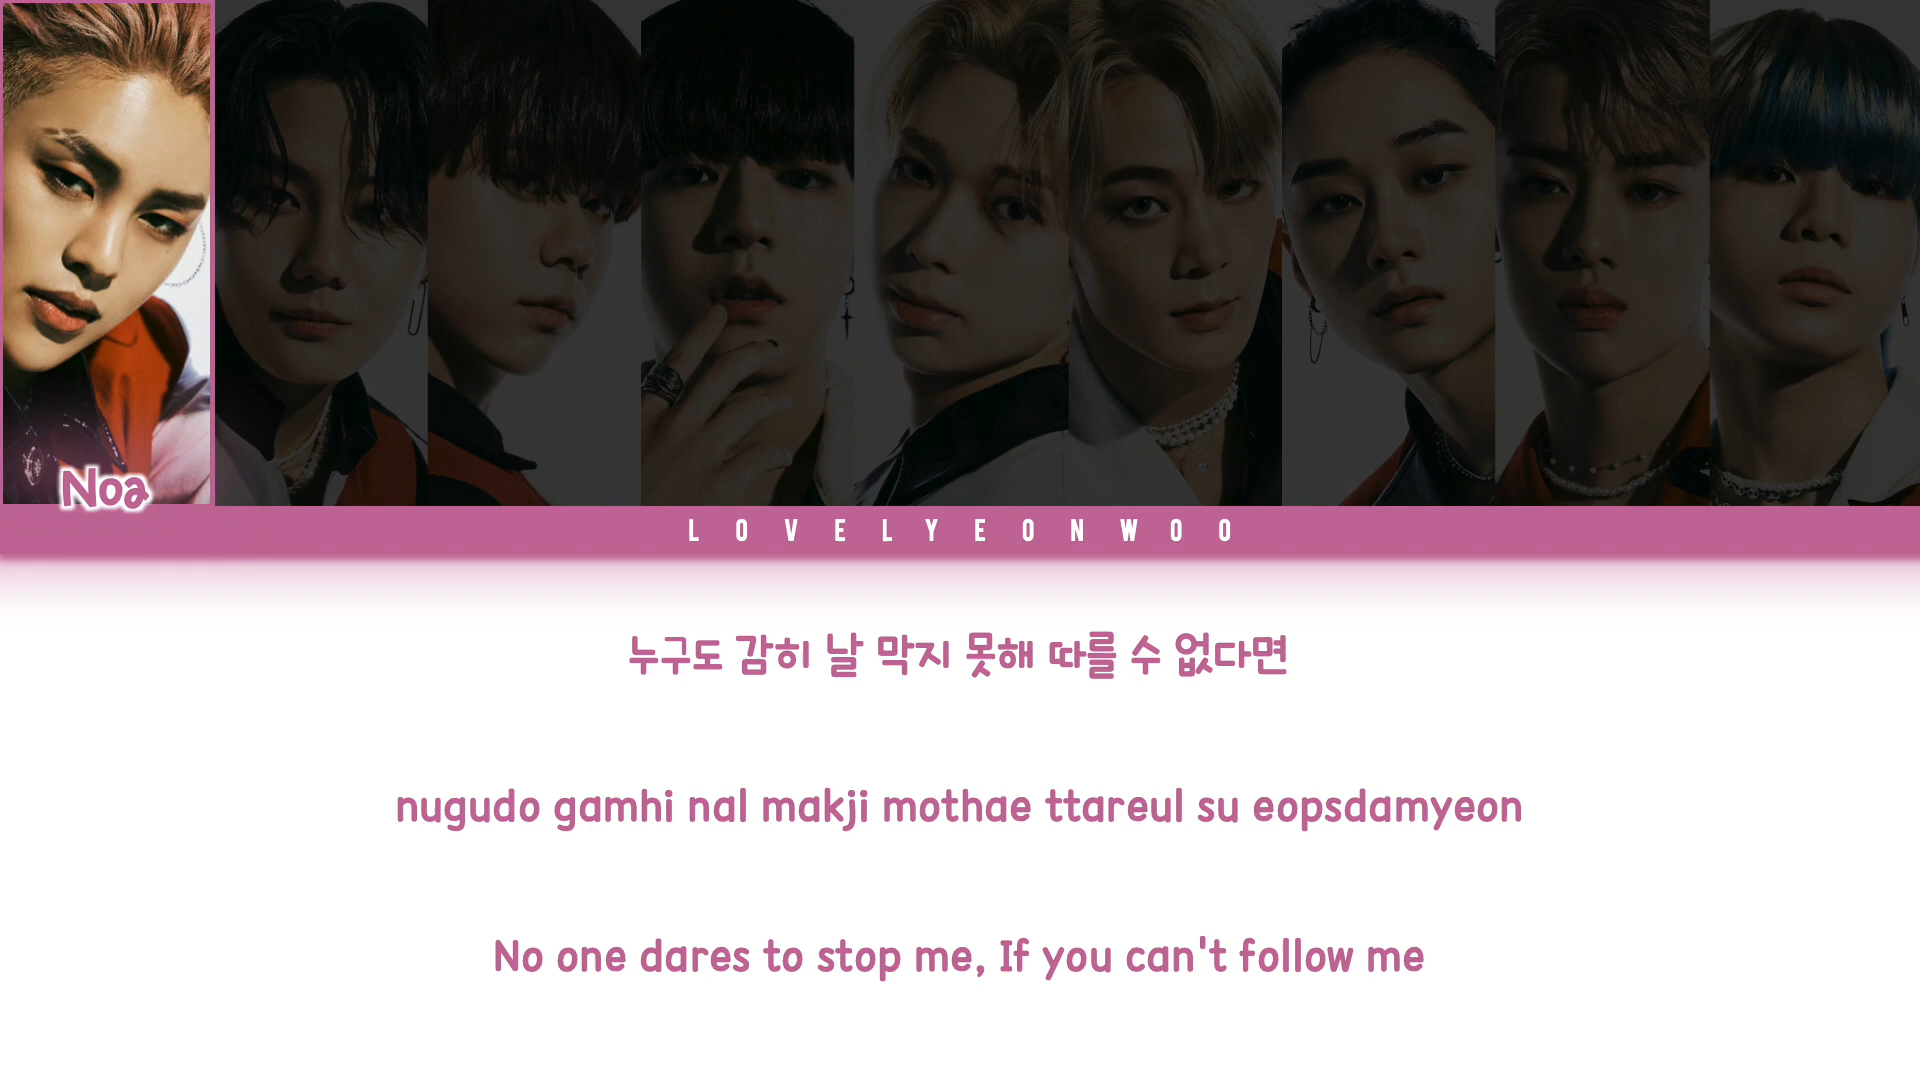 Noa
LOVELYEONWOO
누구도 감히 날 막지 못해 따를 수 없다면
nugudo gamhi nal makji mothae ttareul su eopsdamyeon
No one dares to stop me, If you can't follow me